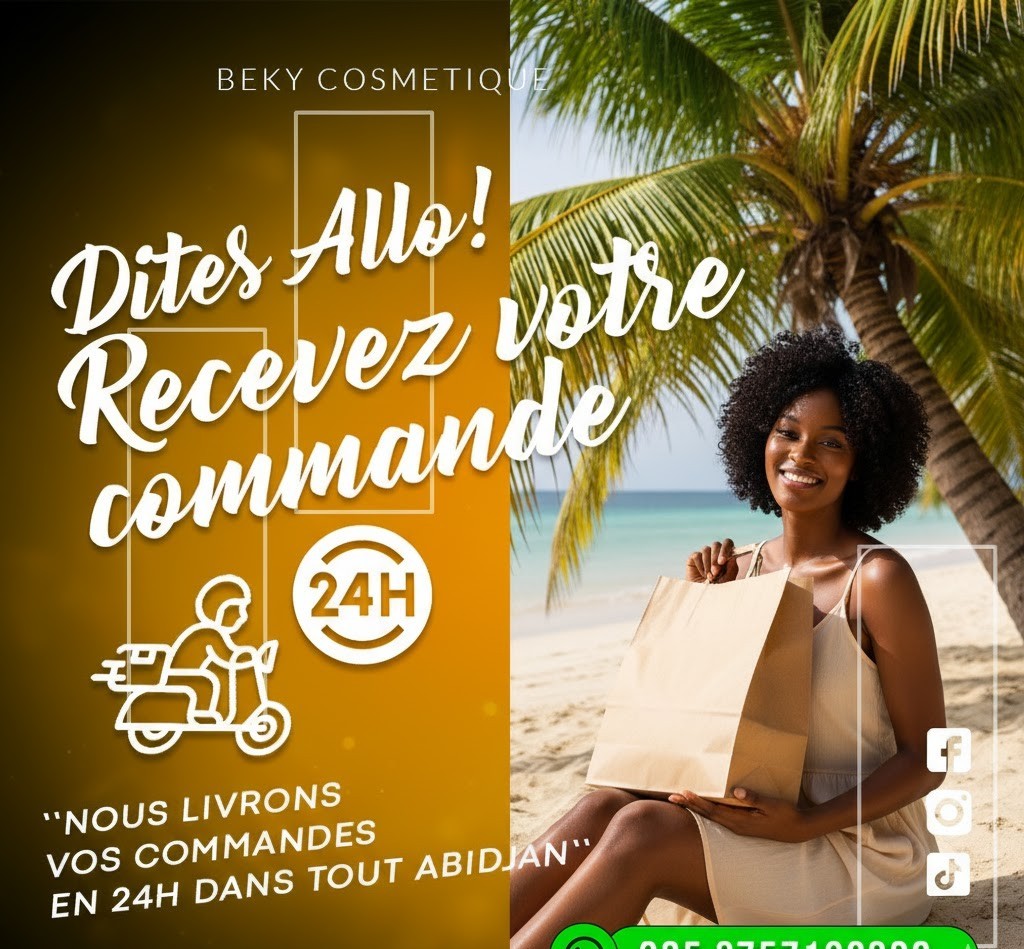 BEKY COSMETIQUE
Dites Allo!
Recevez votre
commande
24H
''NOUS LIVRONS
VOS COMMANDES
EN 24H DANS TOUT ABIDJAN''